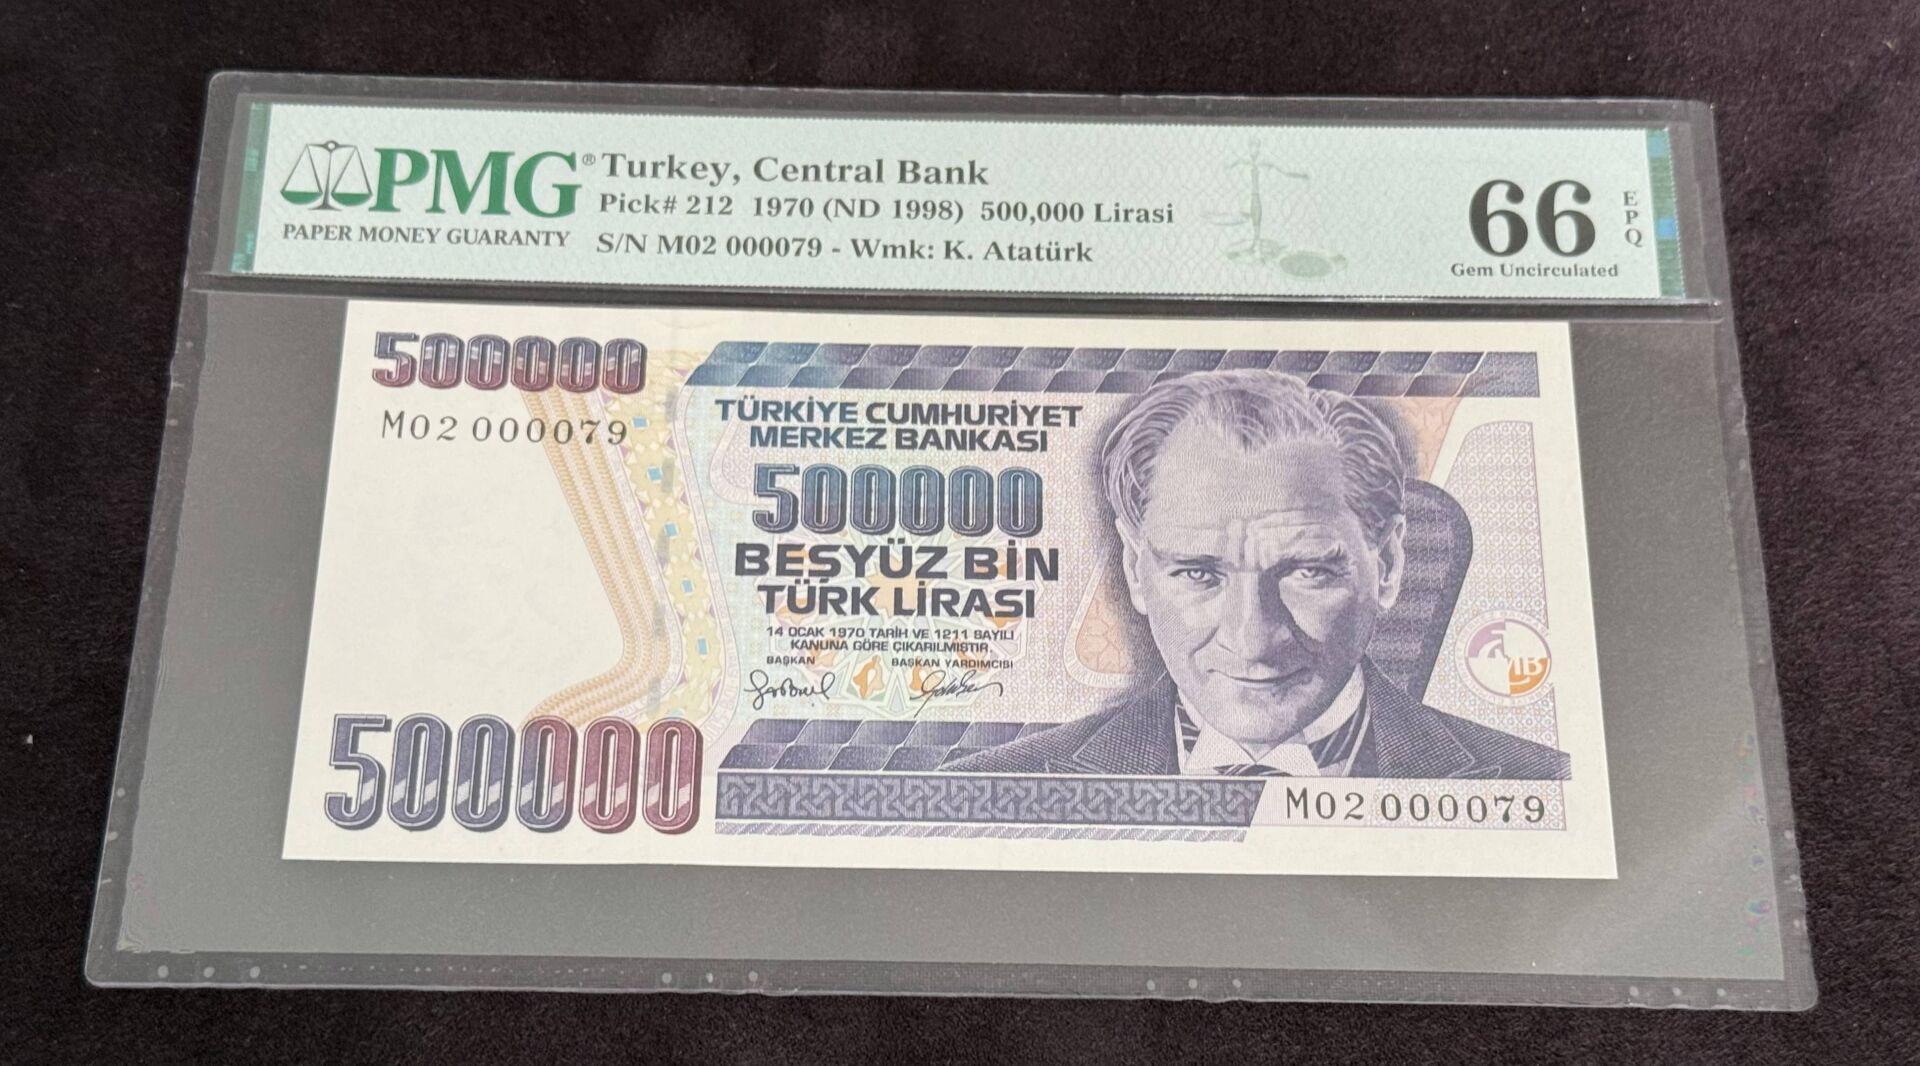 PMG®
PAPER MONEY GUARANTY
Turkey, Central Bank
Pick# 212 1970 (ND 1998) 500,000 Lirasi
S/N M02 000079 - Wmk: K. Atatürk
66
EPQ
Gem Uncirculated
500000
M02 000079
TÜRKİYE CUMHURİYET
MERKEZ BANKASI
500000
BEŞYÜZ BİN
TÜRK LİRASI
14 OCAK 1970 TARİH VE 1211 SAYILI
KANUNA GÖRE ÇIKARILMIŞTIR.
BAŞKAN BAŞKAN YARDIMCISI
500000
M02 000079